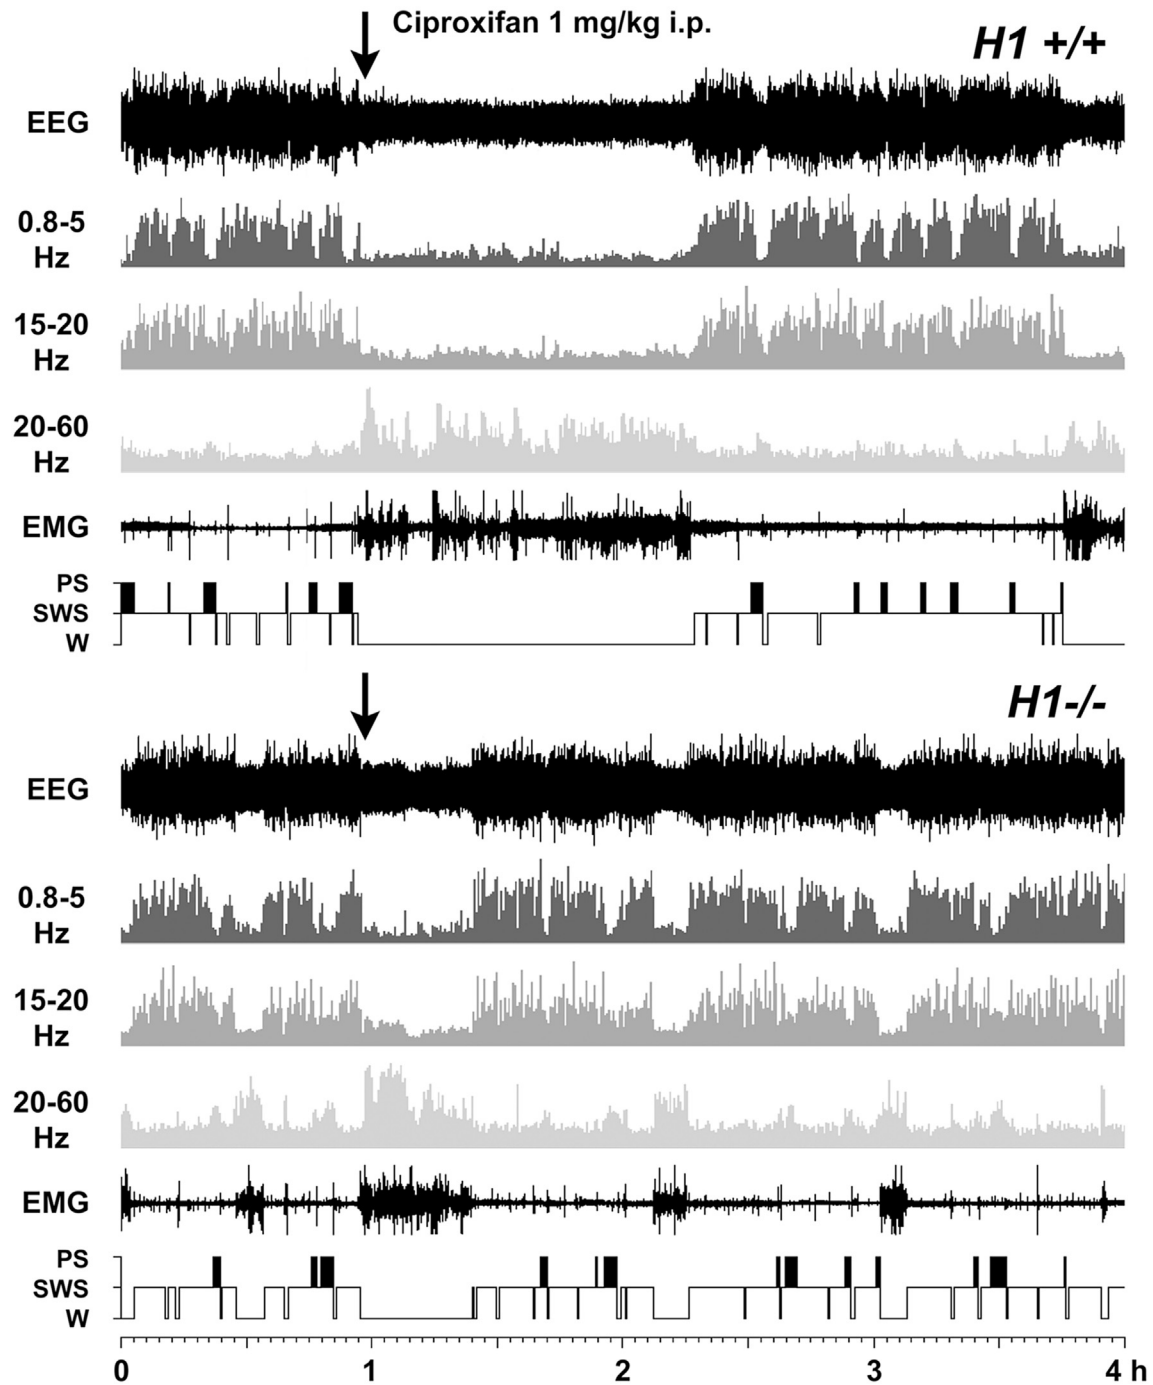 Ciproxifan 1 mg/kg i.p.
H1 +/+
EEG
0.8-5
Hz
15-20
Hz
20-60
Hz
EMG
PS
SWS
W
H1-/-
EEG
0.8-5
Hz
15-20
Hz
20-60
Hz
EMG
PS
SWS
W
0 1 2 3 4 h